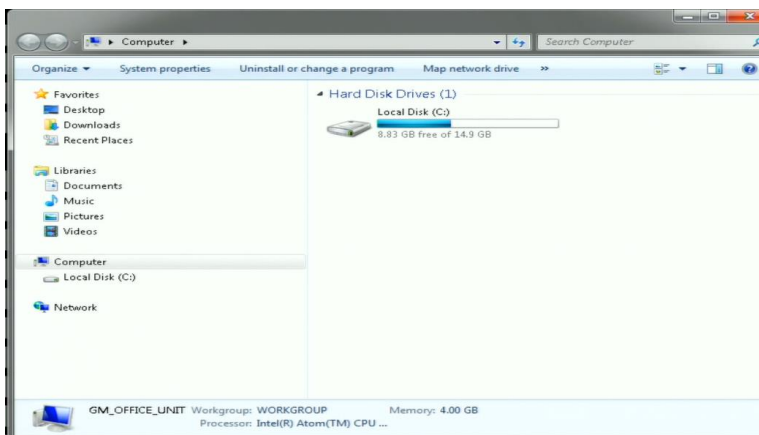 Computer
Search Computer
Organize System properties Uninstall or change a program Map network drive »
Favorites
Desktop
Downloads
Recent Places
Libraries
Documents
Music
Pictures
Videos
Computer
Local Disk (C:)
Network
Hard Disk Drives (1)
Local Disk (C:)
8.83 GB free of 14.9 GB
GM_OFFICE_UNIT Workgroup: WORKGROUP Memory: 4.00 GB
Processor: Intel(R) Atom(TM) CPU ...